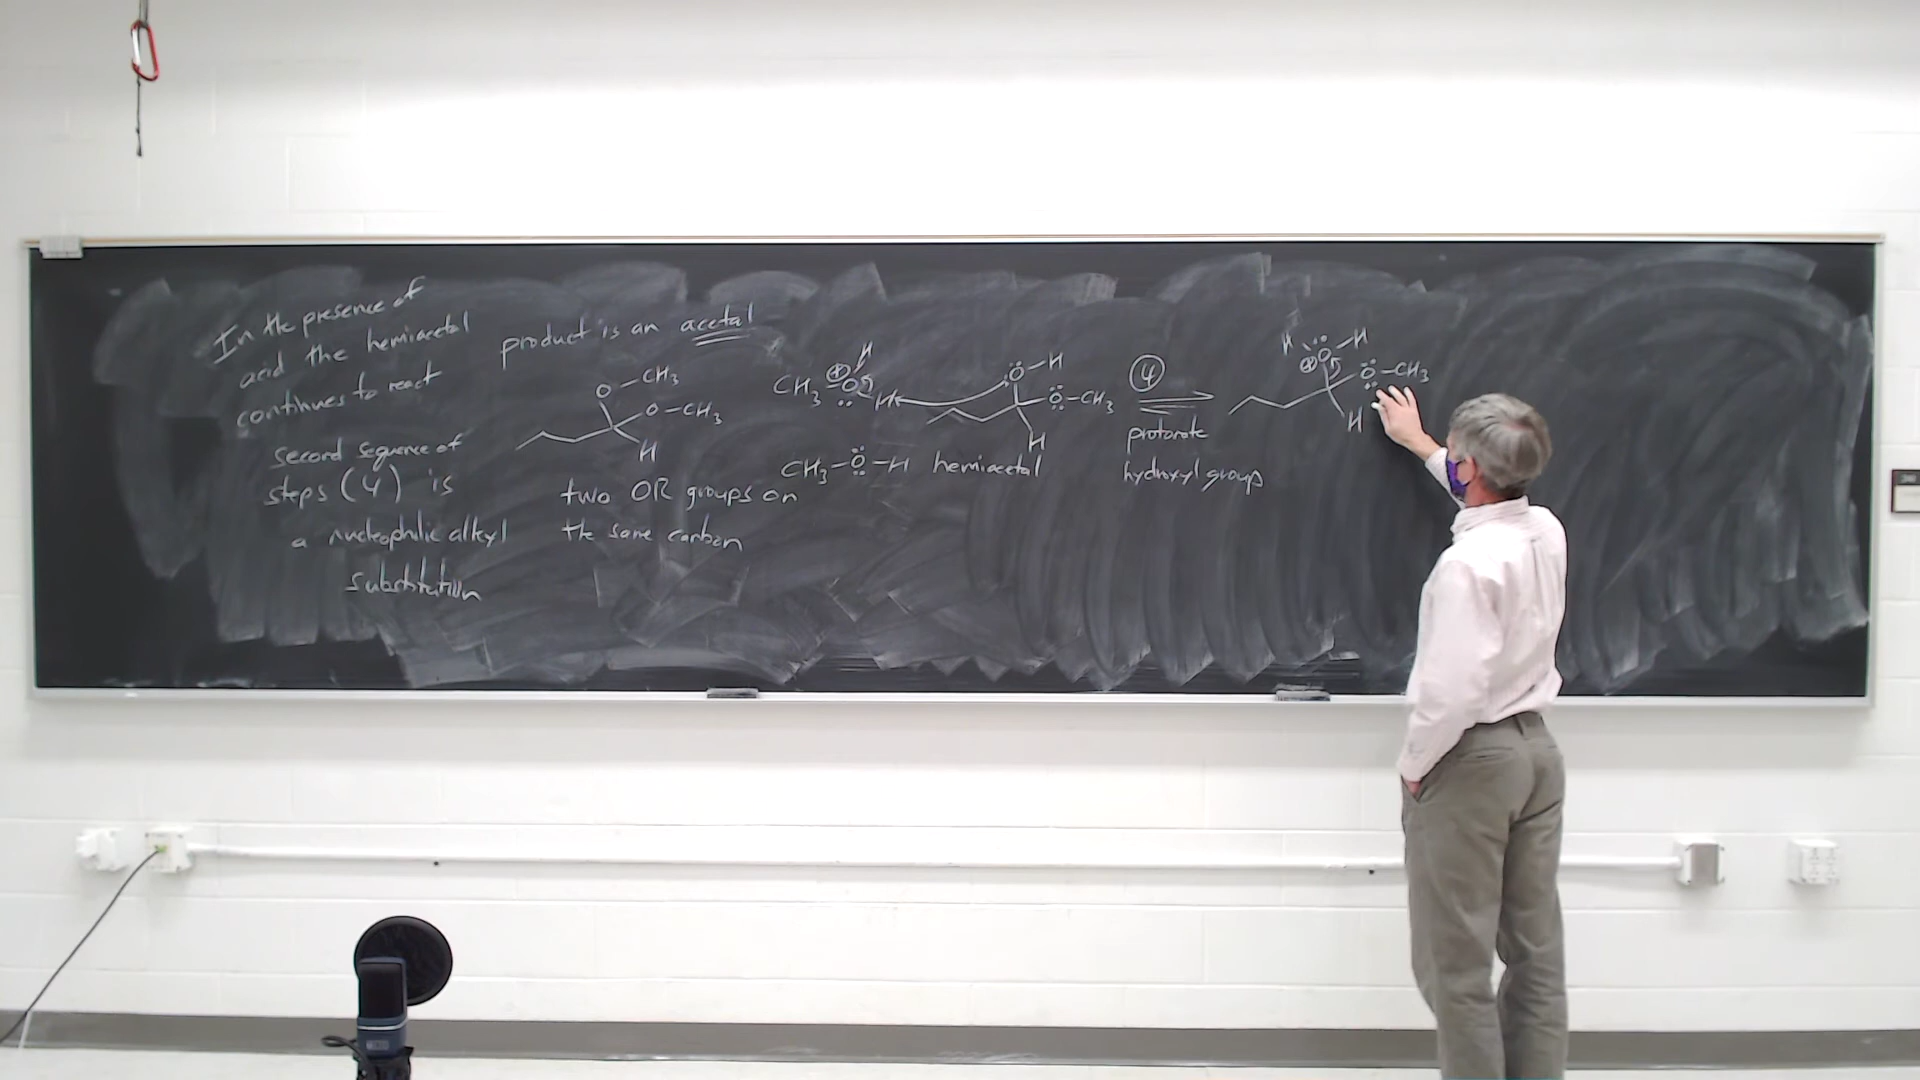 In the presence of
acid the hemiacetal
continues to react
second sequence of
steps (4) is
a nucleophilic alkyl
substitution
product is an acetal
O-CH3
O-CH3
H
two OR groups on
the same carbon
H
CH3-O
H
CH3-O-H
O-H
O-CH3
H
hemiacetal
4
protonate
hydroxyl group
H O H
O-CH3
H